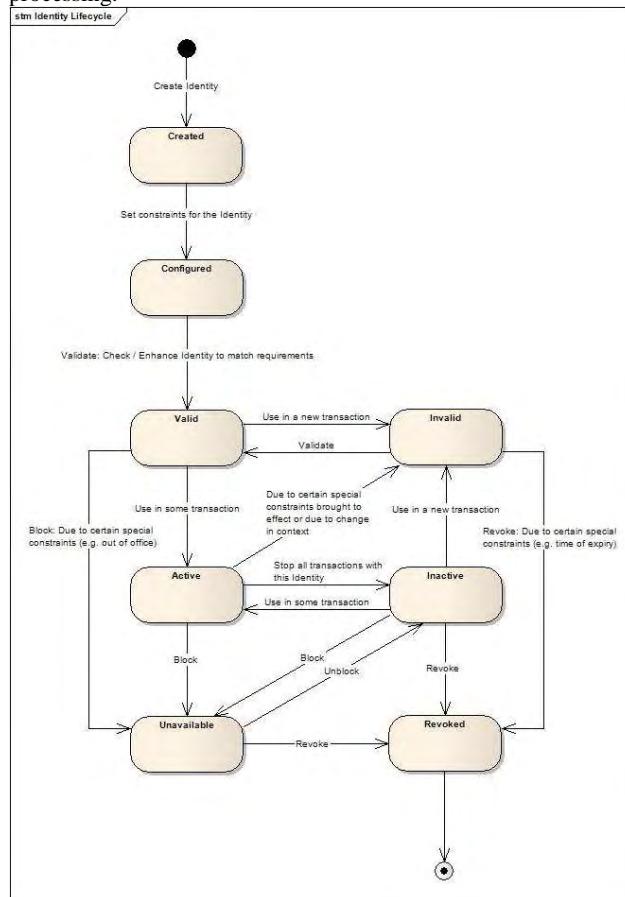 processing.
stm Identity Lifecycle
Create Identity
Created
Set constraints for the Identity
Configured
Validate: Check / Enhance Identity to match requirements
Valid
Use in a new transaction
Invalid
Validate
Use in some transaction
Due to certain special
constraints brought to
effect or due to change
in context
Use in a new transaction
Block: Due to certain special
constraints (e.g. out of office)
Revoke: Due to certain special
constraints (e.g. time of expiry)
Active
Stop all transactions with
this Identity
Inactive
Use in some transaction
Block
Block
Unblock
Revoke
Unavailable
Revoke
Revoked